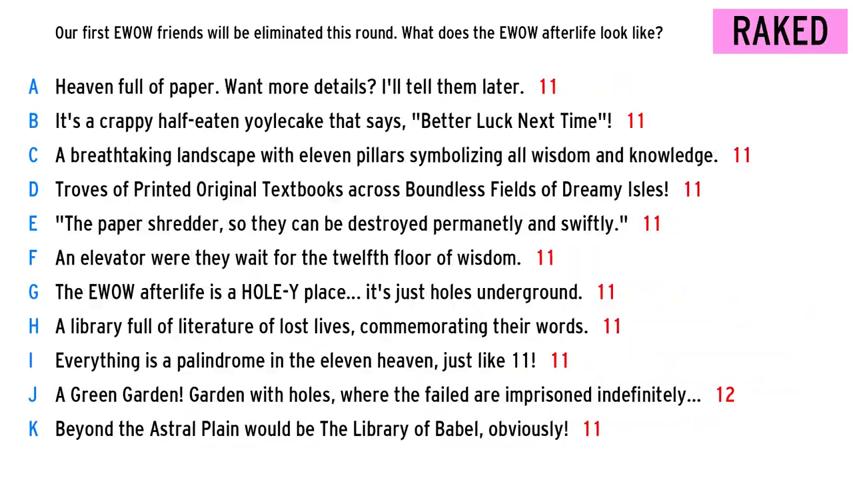 Our first EWOW friends will be eliminated this round. What does the EWOW afterlife look like?
RAKED
A Heaven full of paper. Want more details? I'll tell them later. 11
B It's a crappy half-eaten yoylecake that says, "Better Luck Next Time"! 11
C A breathtaking landscape with eleven pillars symbolizing all wisdom and knowledge. 11
D Troves of Printed Original Textbooks across Boundless Fields of Dreamy Isles! 11
E "The paper shredder, so they can be destroyed permanetly and swiftly." 11
F An elevator were they wait for the twelfth floor of wisdom. 11
G The EWOW afterlife is a HOLE-Y place... it's just holes underground. 11
H A library full of literature of lost lives, commemorating their words. 11
I Everything is a palindrome in the eleven heaven, just like 11! 11
J A Green Garden! Garden with holes, where the failed are imprisoned indefinitely... 12
K Beyond the Astral Plain would be The Library of Babel, obviously! 11